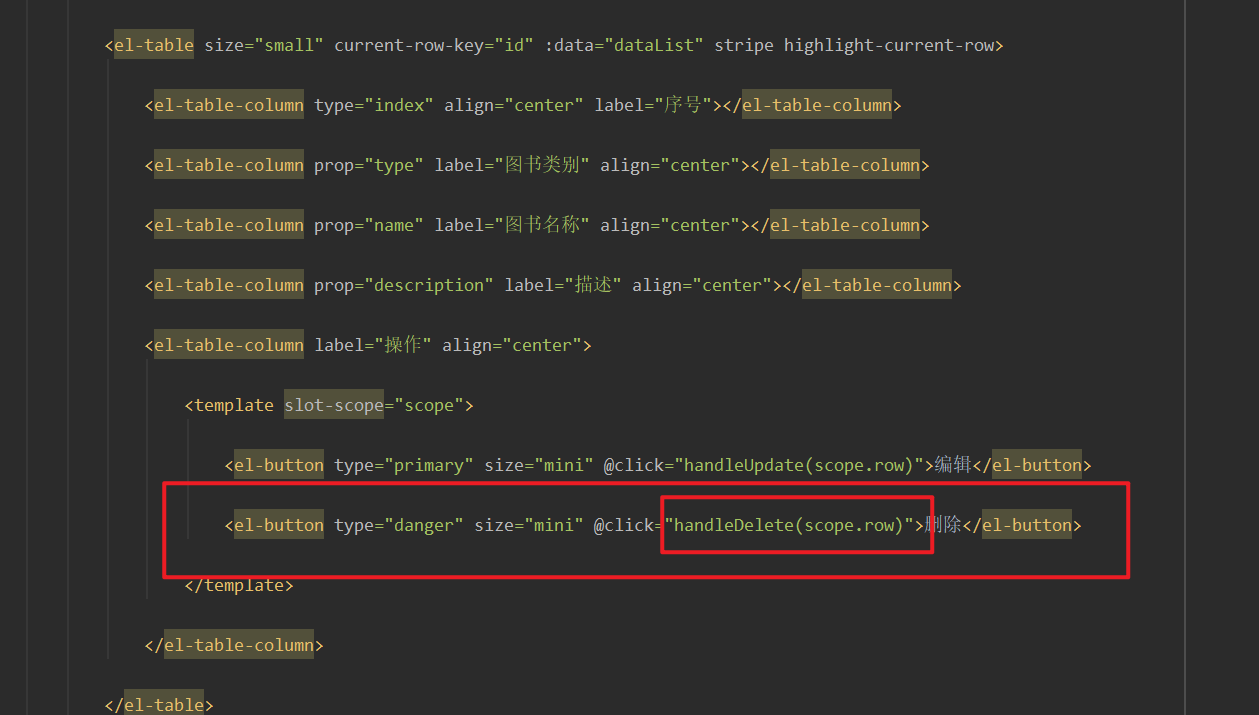 <el-table size="small" current-row-key="id" :data="dataList" stripe highlight-current-row>
<el-table-column type="index" align="center" label="序号"></el-table-column>
<el-table-column prop="type" label="图书类别" align="center"></el-table-column>
<el-table-column prop="name" label="图书名称" align="center"></el-table-column>
<el-table-column prop="description" label="描述" align="center"></el-table-column>
<el-table-column label="操作" align="center">
<template slot-scope="scope">
<el-button type="primary" size="mini" @click="handleUpdate(scope.row)">编辑</el-button>
<el-button type="danger" size="mini" @click="handleDelete(scope.row)">删除</el-button>
</template>
</el-table-column>
</el-table>